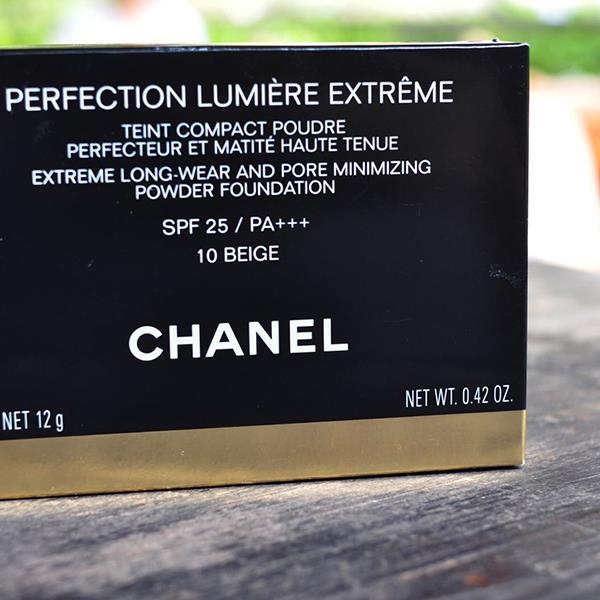 PERFECTION LUMIÈRE EXTRÊME
TEINT COMPACT POUDRE
PERFECTEUR ET MATITÉ HAUTE TENUE
EXTREME LONG-WEAR AND PORE MINIMIZING
POWDER FOUNDATION
SPF 25 / PA+++
10 BEIGE
CHANEL
NET 12 g
NET WT. 0.42 OZ.